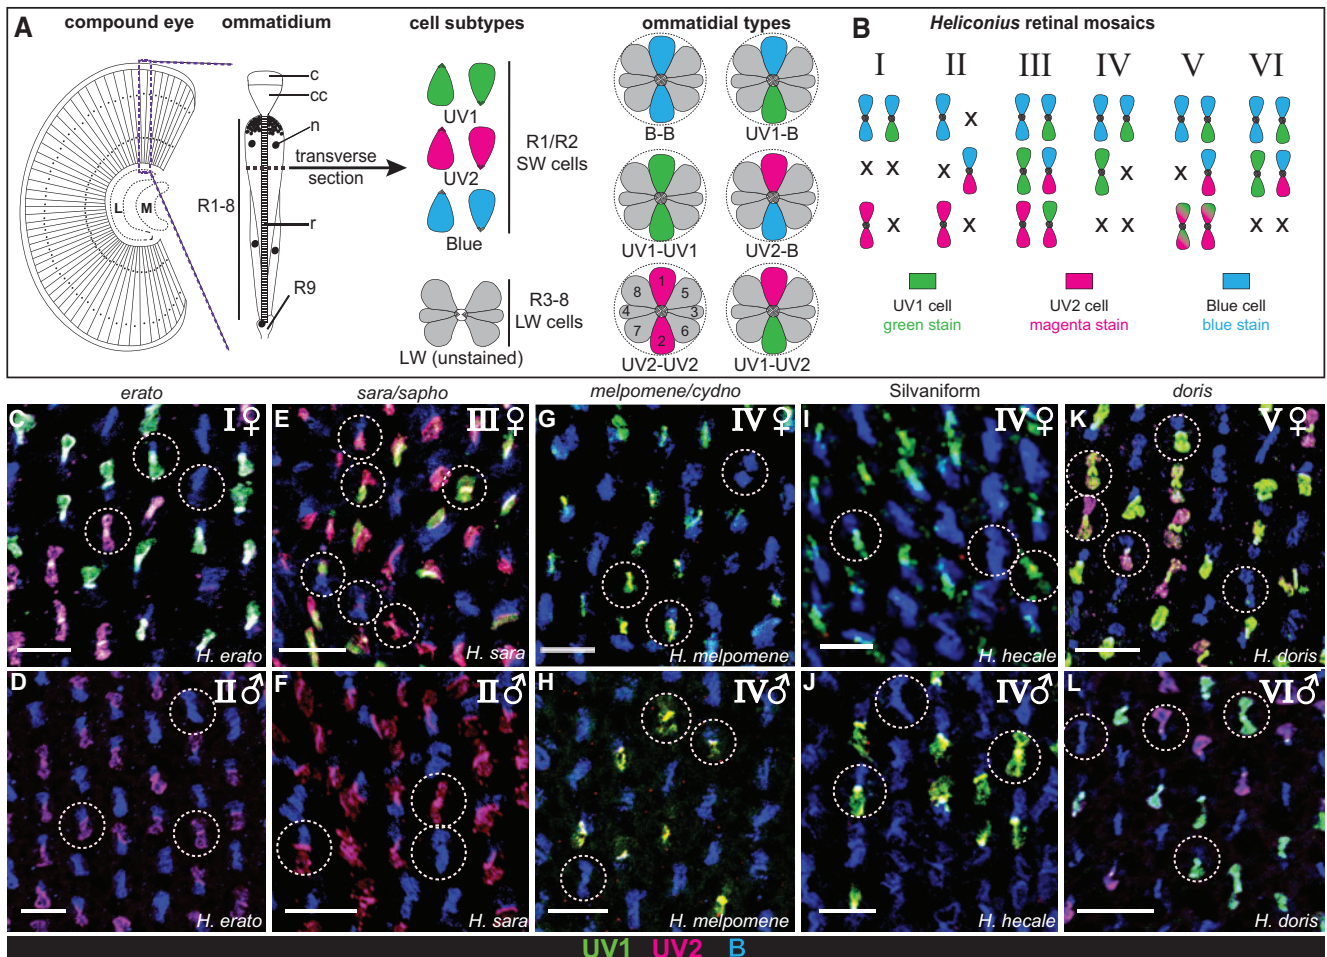 A compound eye ommatidium cell subtypes ommatidial types
c
cc
n
transverse
section
R1-8
r
R9
L M
UV1
UV2
Blue
R1/R2
SW cells
R3-8
LW cells
LW (unstained)
B-B UV1-B
UV1-UV1 UV2-B
1
8 5
4 3
7 6
2
UV2-UV2 UV1-UV2
B Heliconius retinal mosaics
I II III IV V VI
X
X X X X X
X X X X X X
UV1 cell UV2 cell Blue cell
green stain magenta stain blue stain
erato sara/sapho melpomene/cydno Silvaniform doris
C I♀ E III♀ G IV♀ I IV♀ K V♀
H. erato H. sara H. melpomene H. hecale H. doris
D II♂ F II♂ H IV♂ J IV♂ L VI♂
H. erato H. sara H. melpomene H. hecale H. doris
UV1 UV2 B